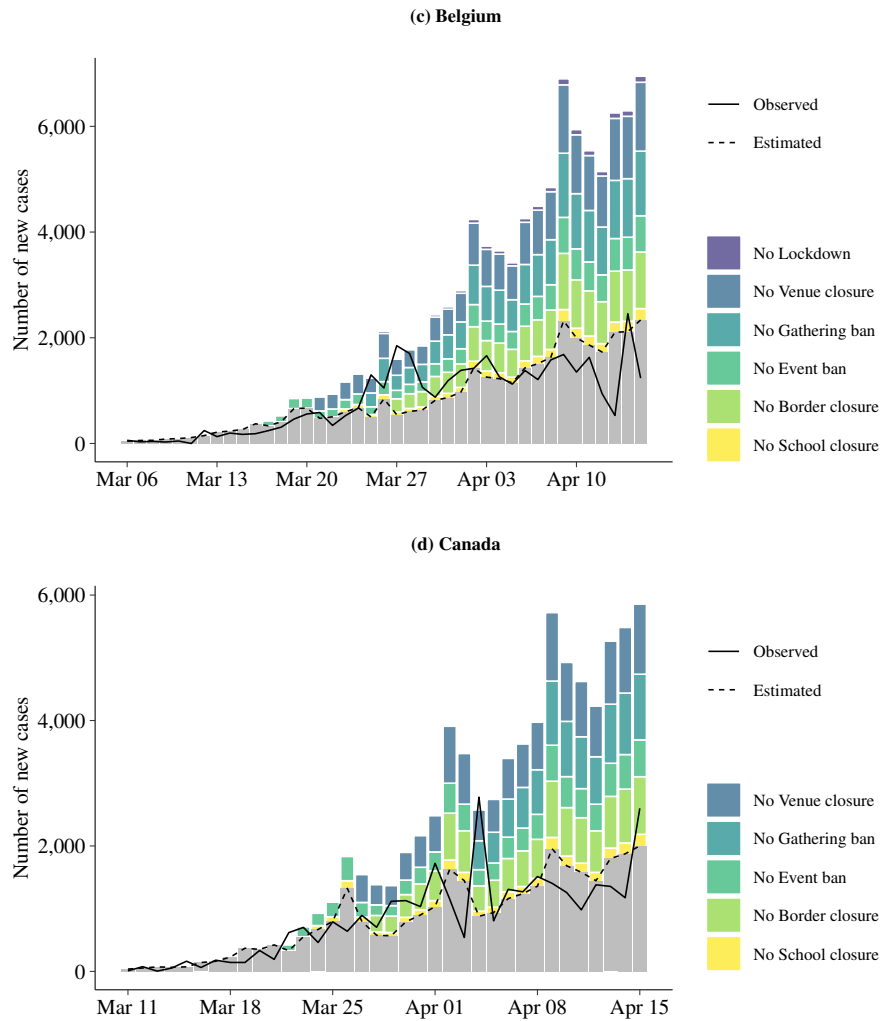 (c) Belgium
Number of new cases
6,000
4,000
2,000
0
Mar 06 Mar 13 Mar 20 Mar 27 Apr 03 Apr 10
Observed
Estimated
No Lockdown
No Venue closure
No Gathering ban
No Event ban
No Border closure
No School closure
(d) Canada
Number of new cases
6,000
4,000
2,000
0
Mar 11 Mar 18 Mar 25 Apr 01 Apr 08 Apr 15
Observed
Estimated
No Venue closure
No Gathering ban
No Event ban
No Border closure
No School closure